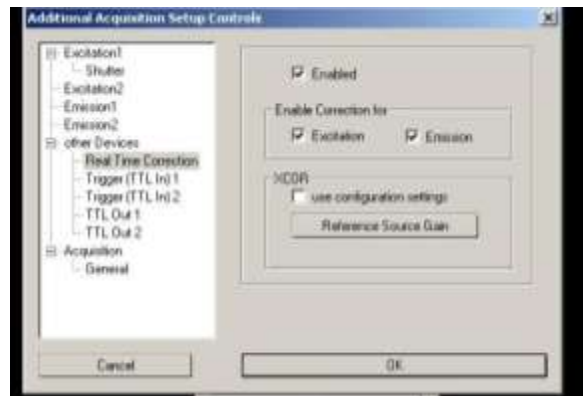 Additional Acquisition Setup Controls
Excitation1
Shutter
Excitation2
Emission1
Emission2
other Devices
Real Time Correction
Trigger (TTL In) 1
Trigger (TTL In) 2
TTL Out 1
TTL Out 2
Acquisition
General
Enabled
Enable Correction for
Excitation Emission
XCOR
use configuration settings
Reference Source Gain
Cancel OK